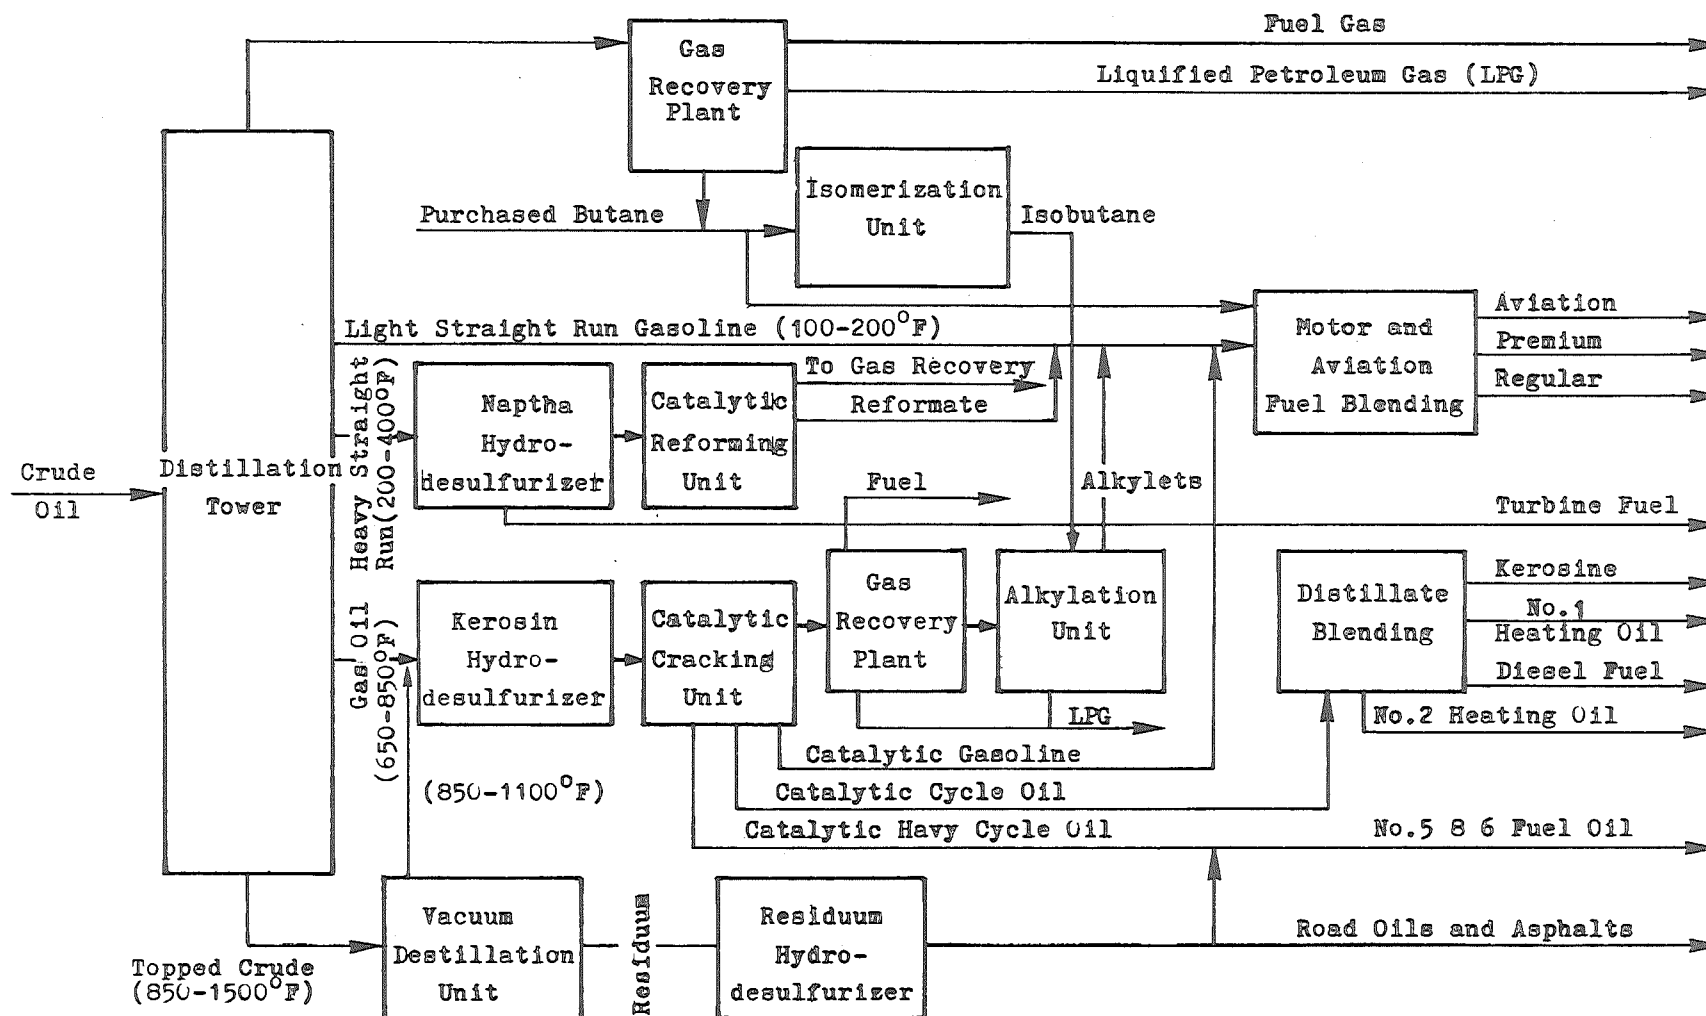 Fuel Gas
Gas
Recovery
Plant
Liquified Petroleum Gas (LPG)
Isomerization
Unit
Purchased Butane
Isobutane
Light Straight Run Gasoline (100-200°F)
Motor and
Aviation
Fuel Blending
Aviation
Premium
Regular
Heavy Straight
Run(200-400°F)
Naptha
Hydro-
desulfurizer
Catalytic
Reforming
Unit
To Gas Recovery
Reformate
Crude
Oil
Distillation
Tower
Fuel
Alkylets
Turbine Fuel
Gas Oil
(650-850°F)
Kerosin
Hydro-
desulfurizer
Catalytic
Cracking
Unit
Gas
Recovery
Plant
Alkylation
Unit
Distillate
Blending
Kerosine
No.1
Heating Oil
Diesel Fuel
No.2 Heating Oil
LPG
Catalytic Gasoline
(850-1100°F)
Catalytic Cycle Oil
Catalytic Havy Cycle Oil
No.5 8 6 Fuel Oil
Vacuum
Destillation
Unit
Residuum
Residuum
Hydro-
desulfurizer
Road Oils and Asphalts
Topped Crude
(850-1500°F)